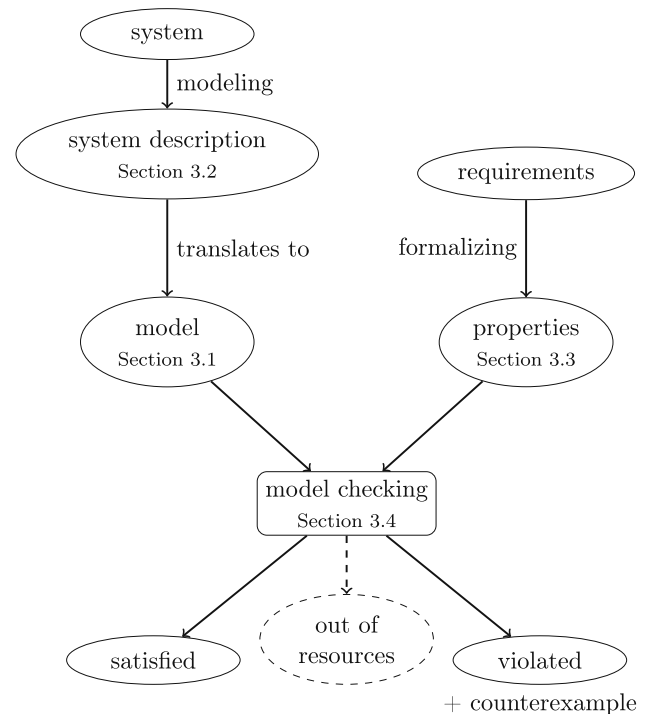 system
modeling
system description
Section 3.2
requirements
translates to
formalizing
model
Section 3.1
properties
Section 3.3
model checking
Section 3.4
out of
resources
satisfied
violated
+ counterexample